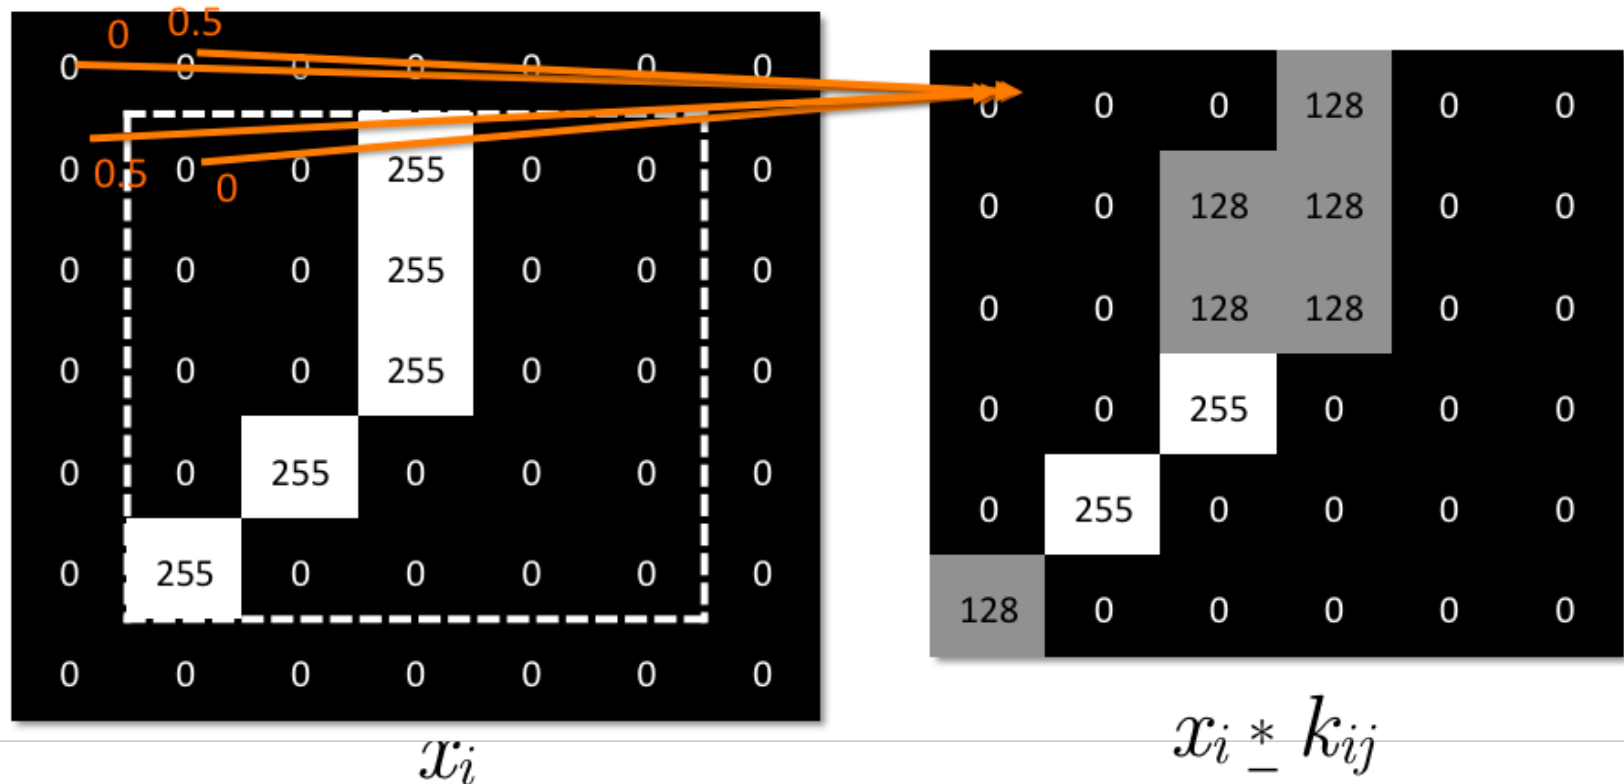 0 0.5
0 0 0 0 0 0 0
0 0 0 255 0 0 0
0.5 0
0 0 0 255 0 0 0
0 0 0 255 0 0 0
0 0 255 0 0 0 0
0 255 0 0 0 0 0
0 0 0 0 0 0 0
x_i
0 0 0 128 0 0
0 0 128 128 0 0
0 0 128 128 0 0
0 0 255 0 0 0
0 255 0 0 0 0
128 0 0 0 0 0
x_i * k_{ij}